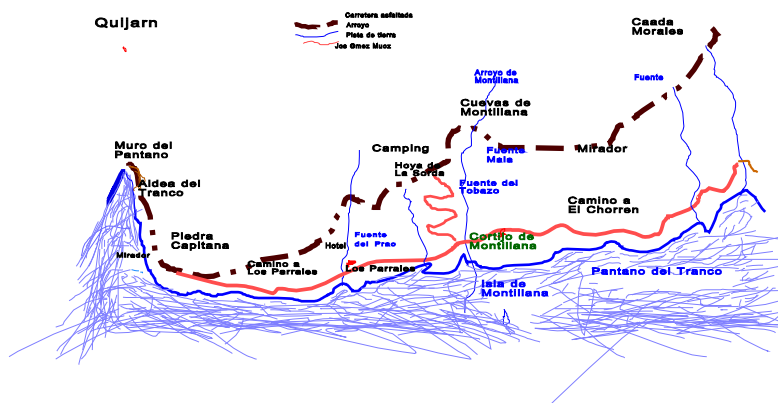 Quijarn
Carretera asfaltada
Arroyo
Pista de tierra
Jos Gmez Muoz
Caada
Morales
Arroyo de
Montillana
Fuente
Cuevas de
Montillana
Muro del
Pantano
Camping
Fuente
Mala
Mirador
Hoya de
La Sorda
Aldea del
Tranco
Fuente del
Tobazo
Camino a
El Chorren
Piedra
Capitana
Hotel
Fuente
del Prao
Cortijo de
Montillana
Mirador
Camino a
Los Parrales
Los Parrales
Pantano del Tranco
Isla de
Montillana